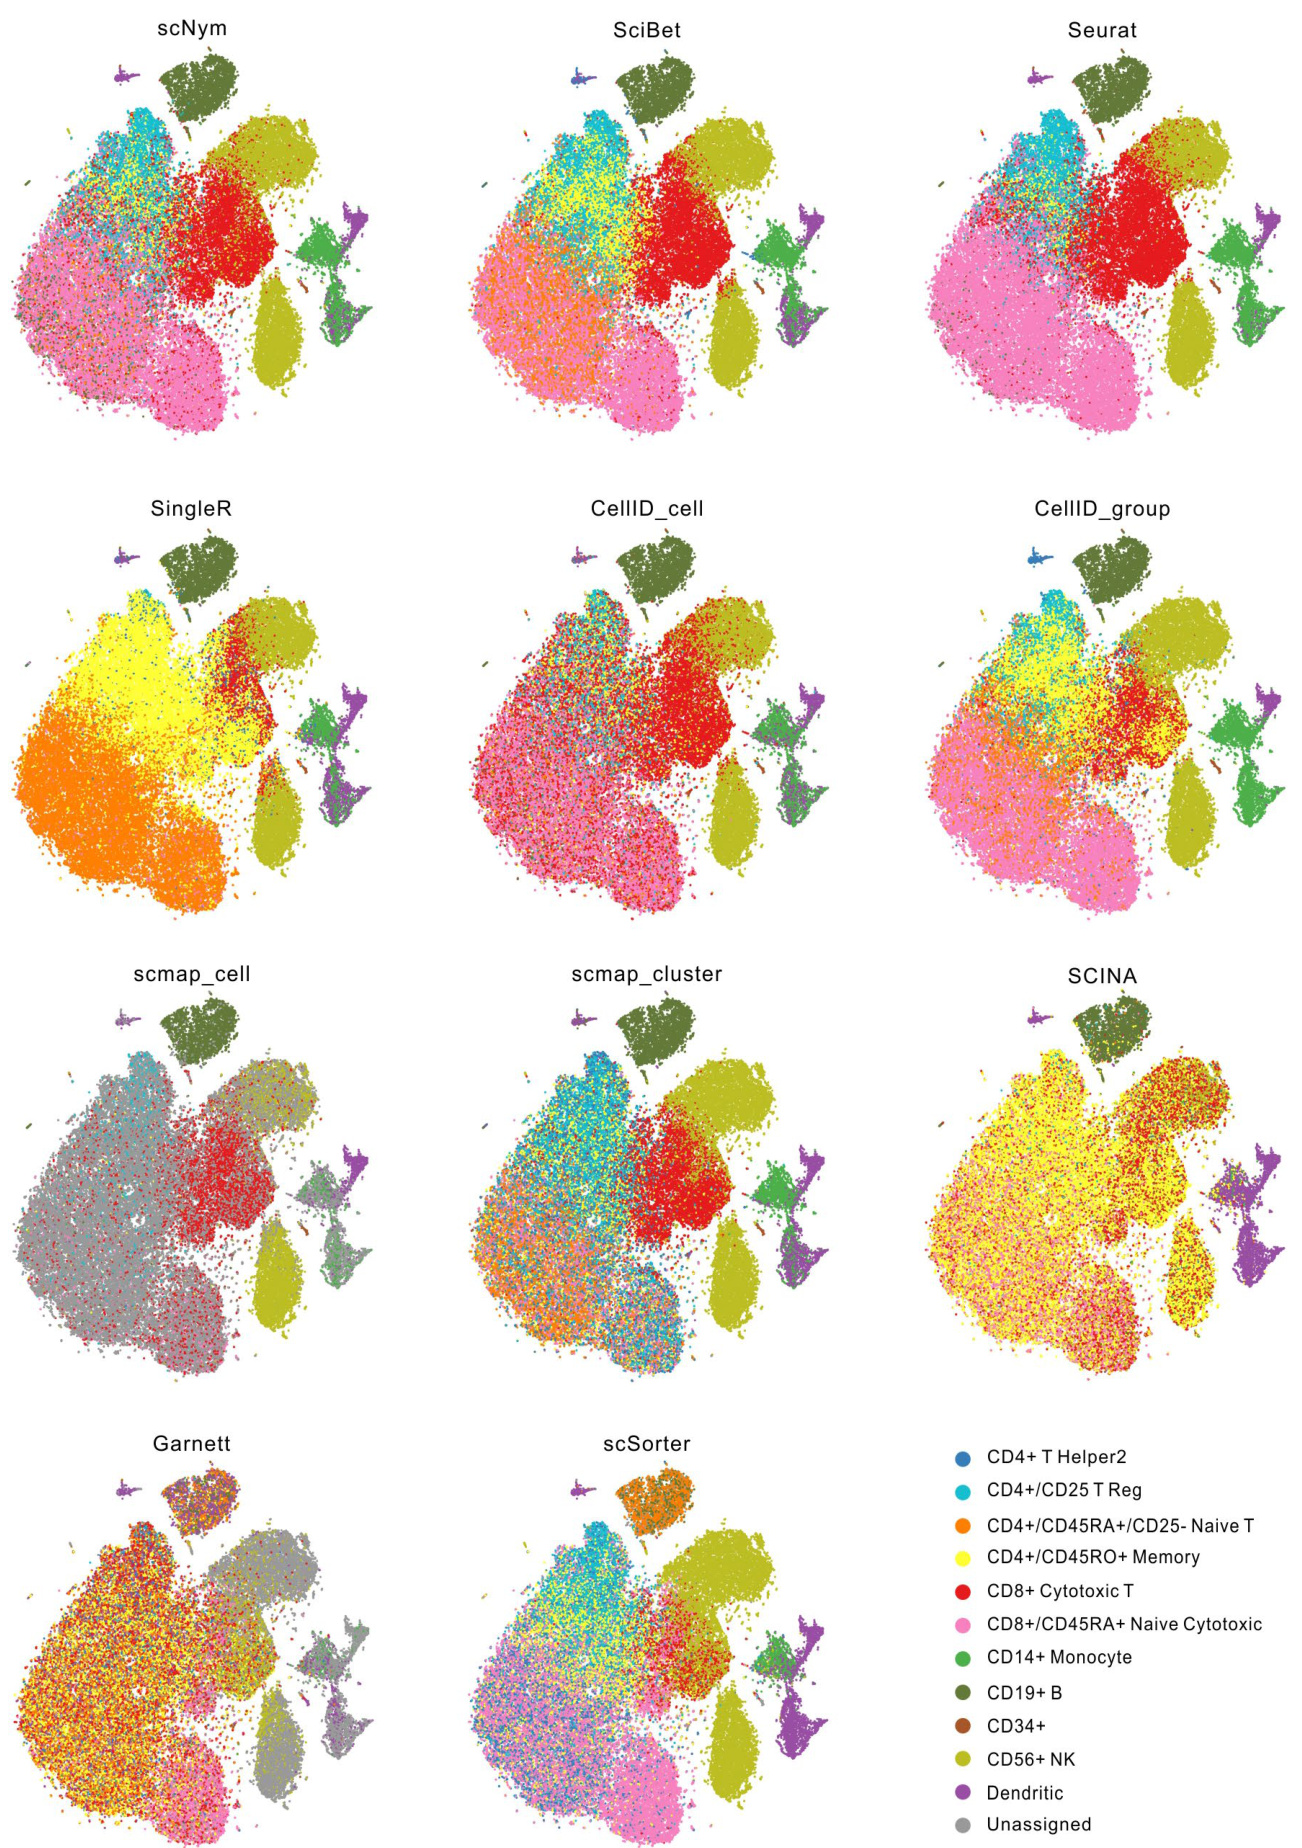 scNym
SciBet
Seurat
SingleR
CellID_cell
CellID_group
scmap_cell
scmap_cluster
SCINA
Garnett
scSorter
CD4+ T Helper2
CD4+/CD25 T Reg
CD4+/CD45RA+/CD25- Naive T
CD4+/CD45RO+ Memory
CD8+ Cytotoxic T
CD8+/CD45RA+ Naive Cytotoxic
CD14+ Monocyte
CD19+ B
CD34+
CD56+ NK
Dendritic
Unassigned